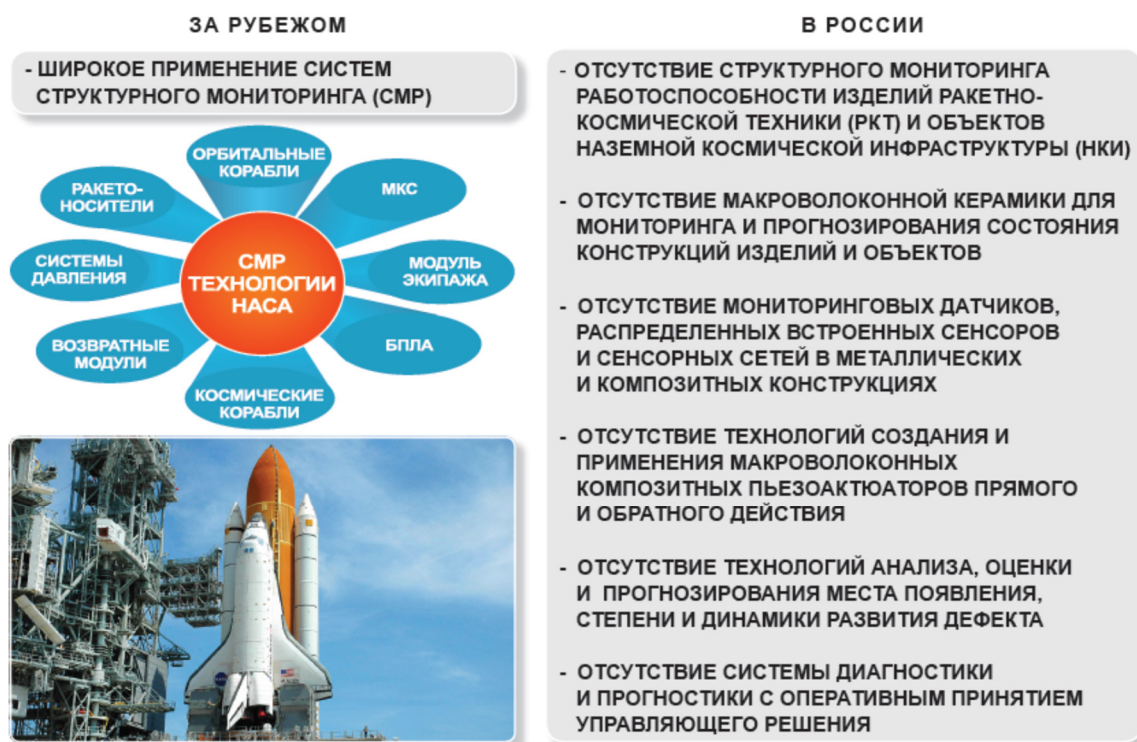 ЗА РУБЕЖОМ
- ШИРОКОЕ ПРИМЕНЕНИЕ СИСТЕМ
СТРУКТУРНОГО МОНИТОРИНГА (СМР)
ОРБИТАЛЬНЫЕ
КОРАБЛИ
РАКЕТО-
НОСИТЕЛИ
МКС
СИСТЕМЫ
ДАВЛЕНИЯ
СМР
ТЕХНОЛОГИИ
НАСА
МОДУЛЬ
ЭКИПАЖА
ВОЗВРАТНЫЕ
МОДУЛИ
БПЛА
КОСМИЧЕСКИЕ
КОРАБЛИ
В РОССИИ
- ОТСУТСТВИЕ СТРУКТУРНОГО МОНИТОРИНГА
РАБОТОСПОСОБНОСТИ ИЗДЕЛИЙ РАКЕТНО-
КОСМИЧЕСКОЙ ТЕХНИКИ (РКТ) И ОБЪЕКТОВ
НАЗЕМНОЙ КОСМИЧЕСКОЙ ИНФРАСТРУКТУРЫ (НКИ)
- ОТСУТСТВИЕ МАКРОВОЛОКОННОЙ КЕРАМИКИ ДЛЯ
МОНИТОРИНГА И ПРОГНОЗИРОВАНИЯ СОСТОЯНИЯ
КОНСТРУКЦИЙ ИЗДЕЛИЙ И ОБЪЕКТОВ
- ОТСУТСТВИЕ МОНИТОРИНГОВЫХ ДАТЧИКОВ,
РАСПРЕДЕЛЕННЫХ ВСТРОЕННЫХ СЕНСОРОВ
И СЕНСОРНЫХ СЕТЕЙ В МЕТАЛЛИЧЕСКИХ
И КОМПОЗИТНЫХ КОНСТРУКЦИЯХ
- ОТСУТСТВИЕ ТЕХНОЛОГИЙ СОЗДАНИЯ И
ПРИМЕНЕНИЯ МАКРОВОЛОКОННЫХ
КОМПОЗИТНЫХ ПЬЕЗОАКТЮАТОРОВ ПРЯМОГО
И ОБРАТНОГО ДЕЙСТВИЯ
- ОТСУТСТВИЕ ТЕХНОЛОГИЙ АНАЛИЗА, ОЦЕНКИ
И ПРОГНОЗИРОВАНИЯ МЕСТА ПОЯВЛЕНИЯ,
СТЕПЕНИ И ДИНАМИКИ РАЗВИТИЯ ДЕФЕКТА
- ОТСУТСТВИЕ СИСТЕМЫ ДИАГНОСТИКИ
И ПРОГНОСТИКИ С ОПЕРАТИВНЫМ ПРИНЯТИЕМ
УПРАВЛЯЮЩЕГО РЕШЕНИЯ